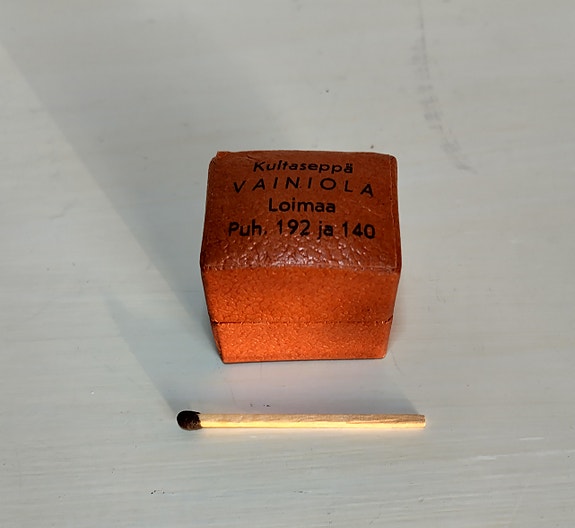 Kultaseppä
VAINIOLA
Loimaa
Puh. 192 ja 140